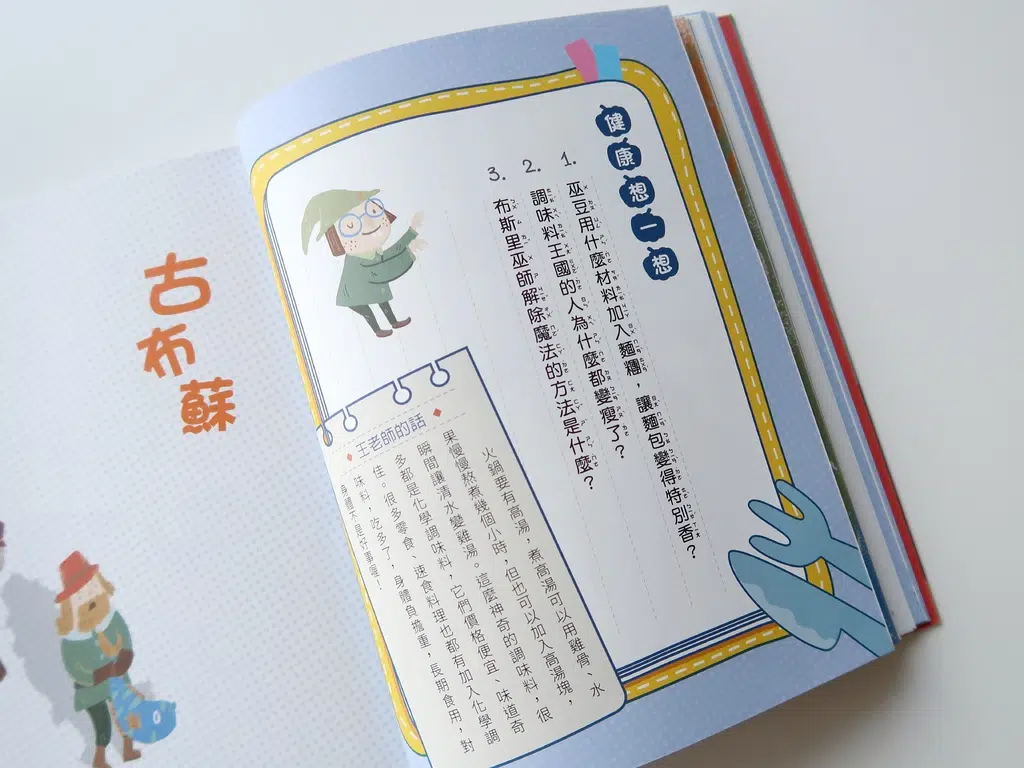 健康想一想
1. 巫豆用什麼材料加入麵糰，讓麵包變得特別香？
2. 調味料王國的人為什麼都變瘦了？
3. 布斯里巫師解除魔法的方法是什麼？
王老師的話
火鍋要有高湯，煮高湯可以用雞骨、水
果慢慢熬煮幾個小時，但也可以加入高湯塊，
瞬間讓清水變雞湯。這麼神奇的調味料，很
多都是化學調味料，它們價格便宜、味道奇
佳。很多零食、速食料理也都有加入化學調
味料，吃多了，身體負擔重，長期食用，對
身體不是好事喔！
古布蘇